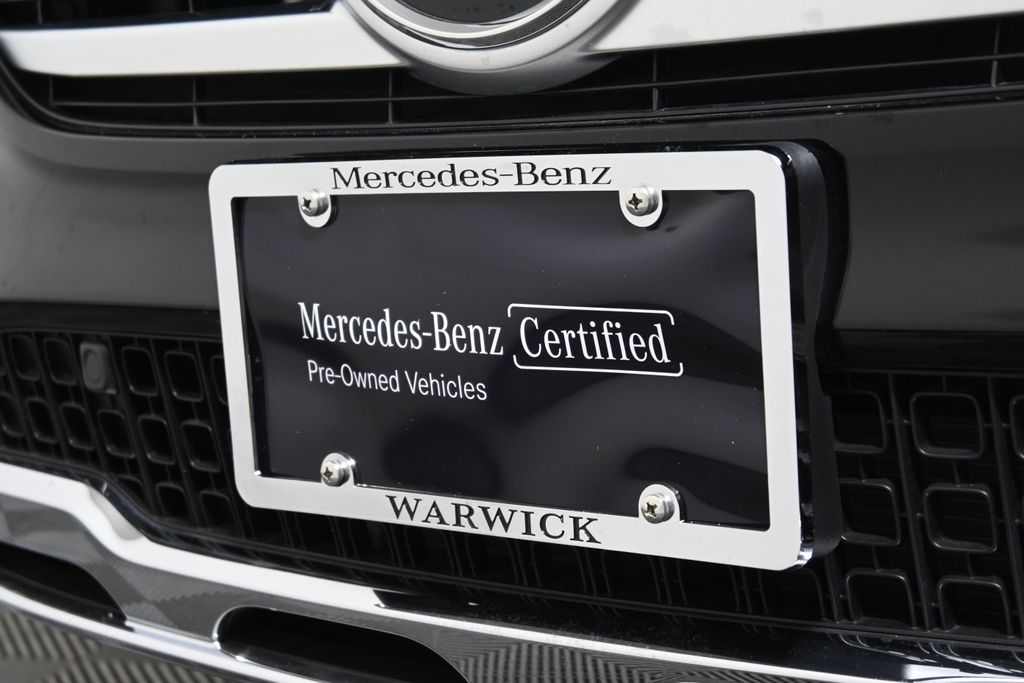 Mercedes-Benz
Mercedes-Benz Certified
Pre-Owned Vehicles
WARWICK